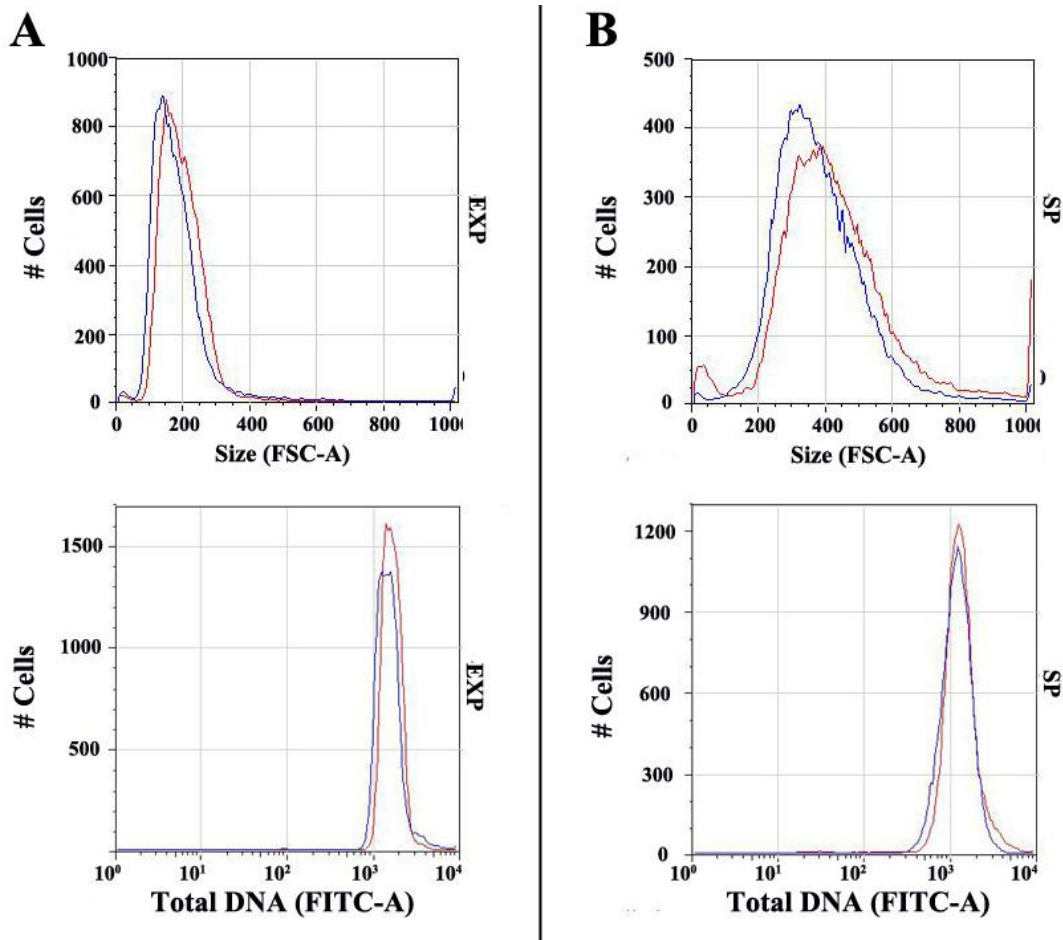 A
1000
800
600
400
200
0
# Cells
EXP
0 200 400 600 800 1000
Size (FSC-A)
1500
1000
500
# Cells
EXP
10⁰ 10¹ 10² 10³ 10⁴
Total DNA (FITC-A)
B
500
400
300
200
100
0
# Cells
SP
0 200 400 600 800
Size (FSC-A)
1200
900
600
300
0
# Cells
SP
10⁰ 10¹ 10² 10³ 10⁴
Total DNA (FITC-A)